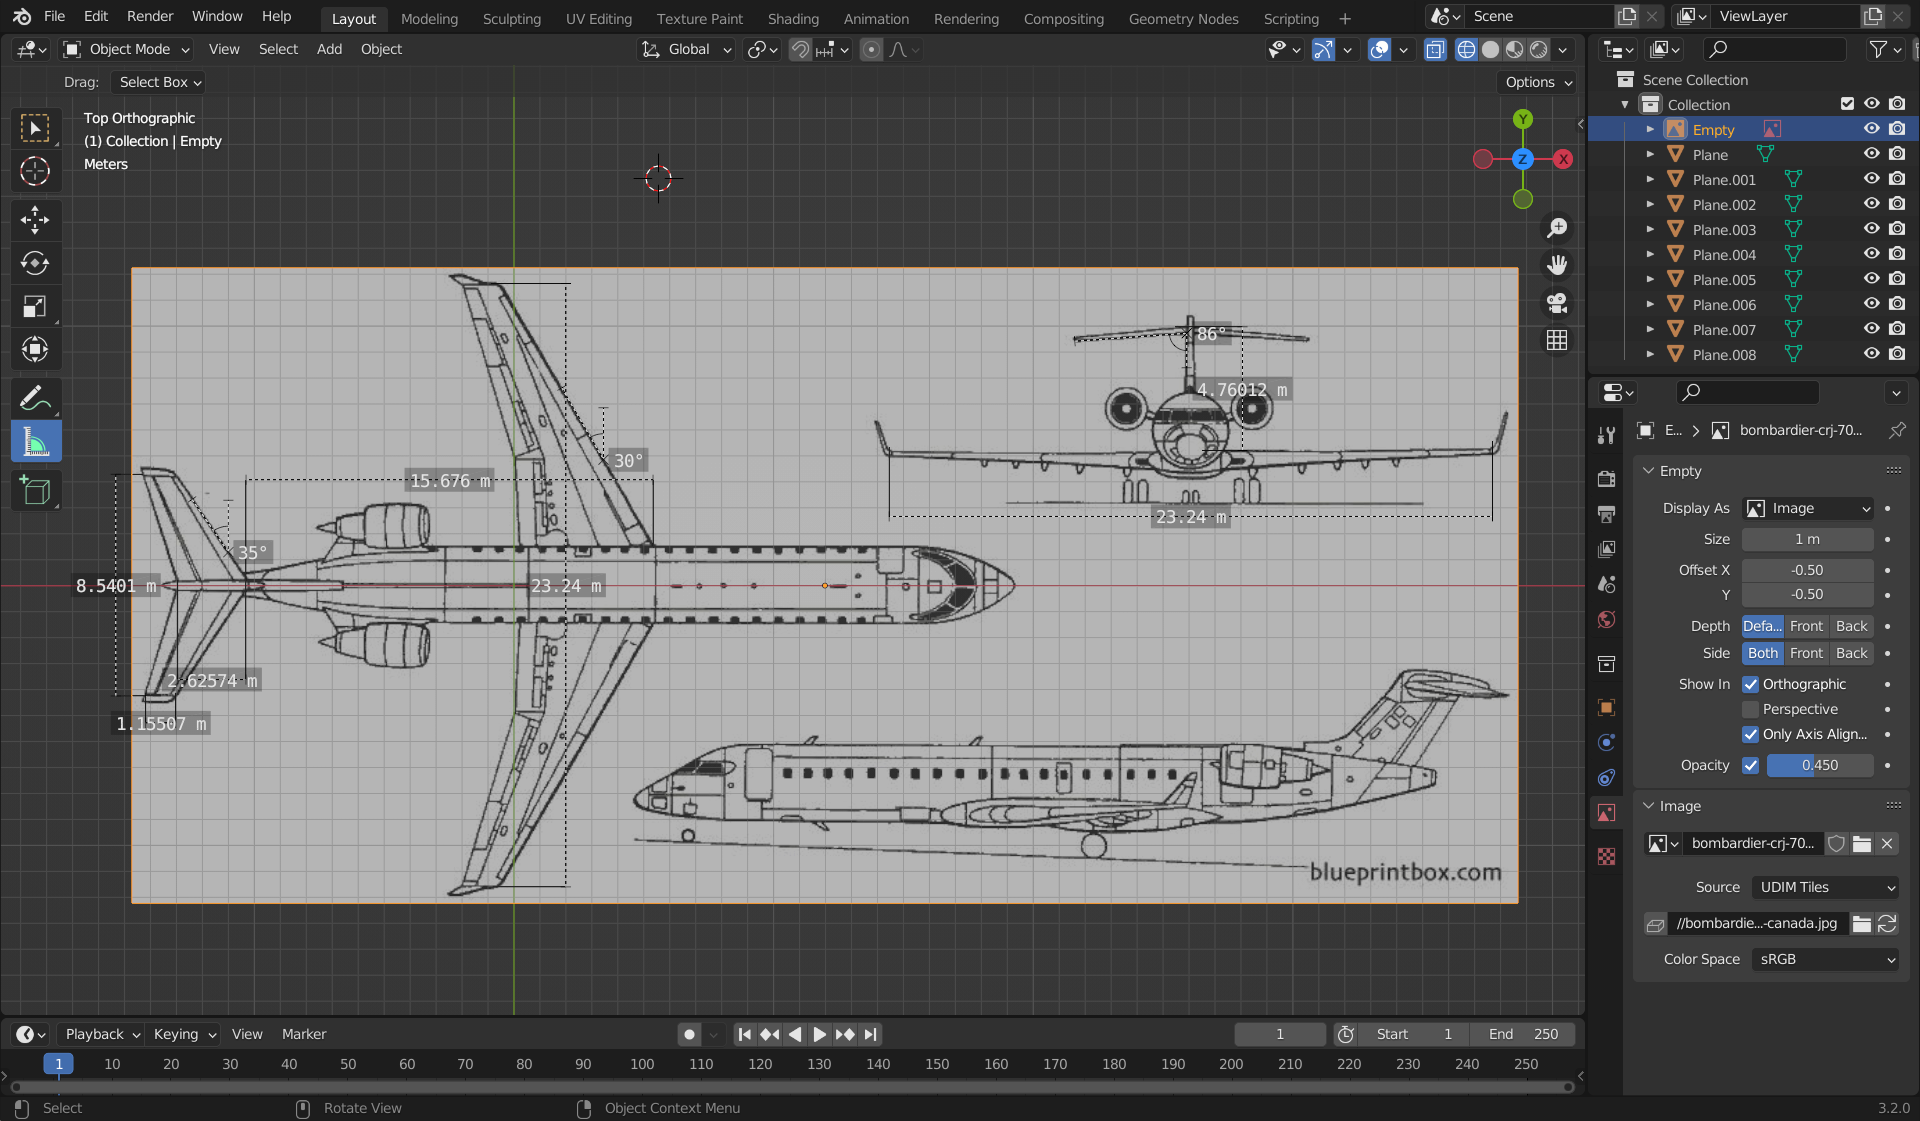 File Edit Render Window Help Layout Modeling Sculpting UV Editing Texture Paint Shading Animation Rendering Compositing Geometry Nodes Scripting + Scene ViewLayer
Object Mode View Select Add Object Global
Drag: Select Box Options
Top Orthographic
(1) Collection | Empty
Meters
Y
Z
X
86°
4.76012 m
30°
15.676 m
23.24 m
35°
8.5401 m
23.24 m
2.62574 m
1.15507 m
blueprintbox.com
Scene Collection
Collection
Empty
Plane
Plane.001
Plane.002
Plane.003
Plane.004
Plane.005
Plane.006
Plane.007
Plane.008
E... bombardier-crj-70...
Empty
Display As Image
Size 1 m
Offset X -0.50
Y -0.50
Depth Defa... Front Back
Side Both Front Back
Show In Orthographic
Perspective
Only Axis Align...
Opacity 0.450
Image
bombardier-crj-70...
Source UDIM Tiles
//bombardie...-canada.jpg
Color Space sRGB
Playback Keying View Marker 1 Start 1 End 250
1 10 20 30 40 50 60 70 80 90 100 110 120 130 140 150 160 170 180 190 200 210 220 230 240 250
Select Rotate View Object Context Menu 3.2.0